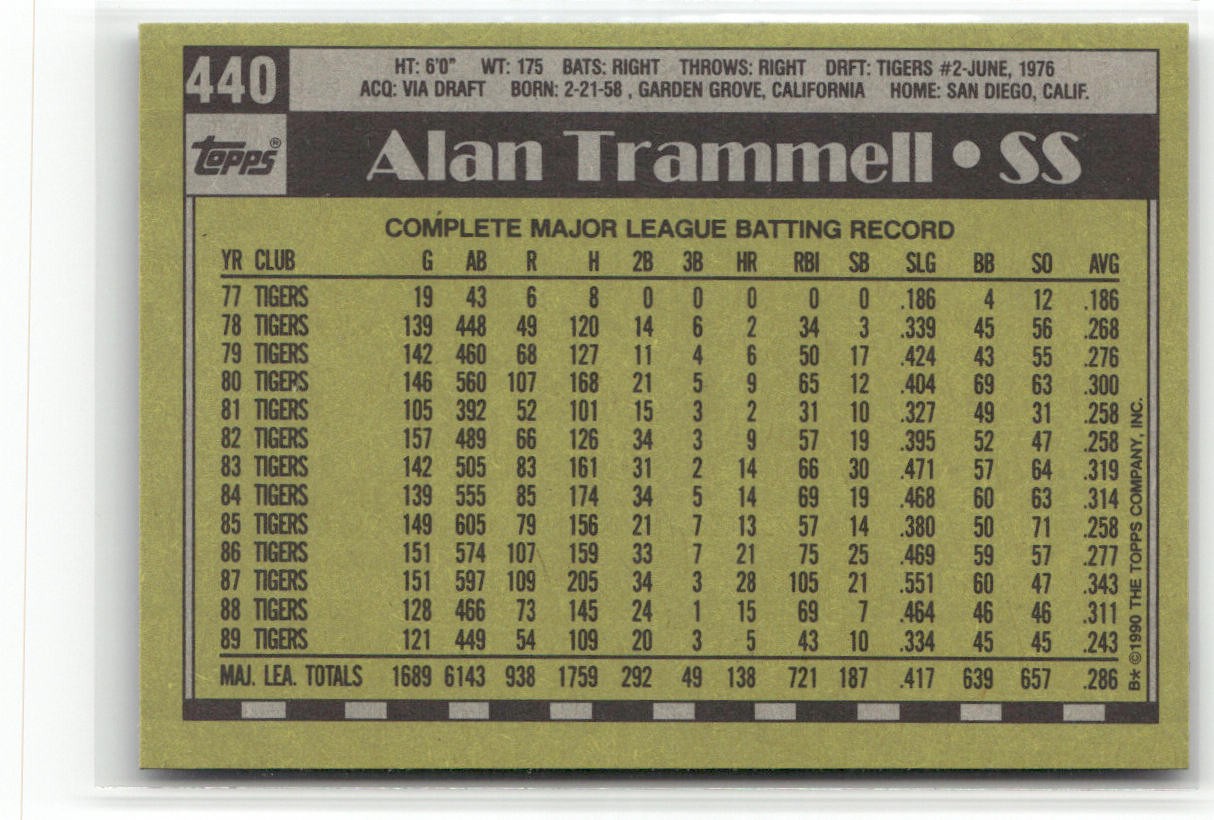 440
HT: 6'0" WT: 175 BATS: RIGHT THROWS: RIGHT DRFT: TIGERS #2-JUNE, 1976
ACQ: VIA DRAFT BORN: 2-21-58 , GARDEN GROVE, CALIFORNIA HOME: SAN DIEGO, CALIF.
topps®
Alan Trammell • SS
COMPLETE MAJOR LEAGUE BATTING RECORD
YR CLUB G AB R H 2B 3B HR RBI SB SLG BB SO AVG
77 TIGERS 19 43 6 8 0 0 0 0 0 .186 4 12 .186
78 TIGERS 139 448 49 120 14 6 2 34 3 .339 45 56 .268
79 TIGERS 142 460 68 127 11 4 6 50 17 .424 43 55 .276
80 TIGERS 146 560 107 168 21 5 9 65 12 .404 69 63 .300
81 TIGERS 105 392 52 101 15 3 2 31 10 .327 49 31 .258
82 TIGERS 157 489 66 126 34 3 9 57 19 .395 52 47 .258
83 TIGERS 142 505 83 161 31 2 14 66 30 .471 57 64 .319
84 TIGERS 139 555 85 174 34 5 14 69 19 .468 60 63 .314
85 TIGERS 149 605 79 156 21 7 13 57 14 .380 50 71 .258
86 TIGERS 151 574 107 159 33 7 21 75 25 .469 59 57 .277
87 TIGERS 151 597 109 205 34 3 28 105 21 .551 60 47 .343
88 TIGERS 128 466 73 145 24 1 15 69 7 .464 46 46 .311
89 TIGERS 121 449 54 109 20 3 5 43 10 .334 45 45 .243
MAJ. LEA. TOTALS 1689 6143 938 1759 292 49 138 721 187 .417 639 657 .286
B* ©1990 THE TOPPS COMPANY, INC.